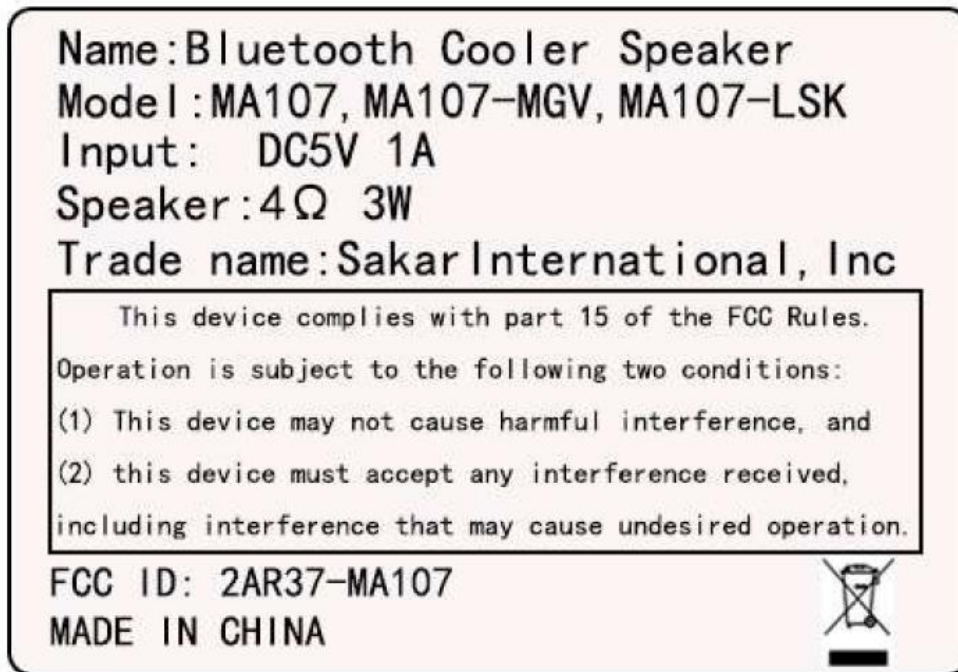 Name:Bluetooth Cooler Speaker
Model:MA107, MA107-MGV, MA107-LSK
Input: DC5V 1A
Speaker:4Ω 3W
Trade name:SakarInternational, Inc
This device complies with part 15 of the FCC Rules.
Operation is subject to the following two conditions:
(1) This device may not cause harmful interference, and
(2) this device must accept any interference received,
including interference that may cause undesired operation.
FCC ID: 2AR37-MA107
MADE IN CHINA